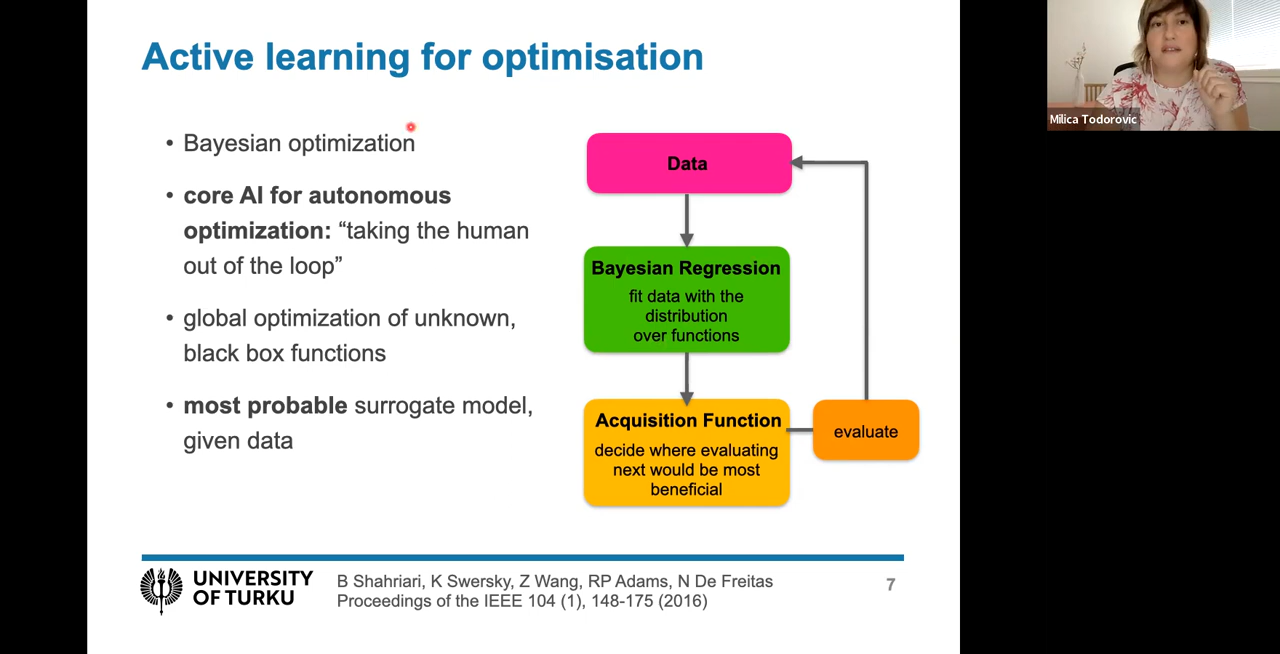 Active learning for optimisation
• Bayesian optimization
• core AI for autonomous
optimization: “taking the human
out of the loop”
• global optimization of unknown,
black box functions
• most probable surrogate model,
given data
Data
Bayesian Regression
fit data with the
distribution
over functions
Acquisition Function
decide where evaluating
next would be most
beneficial
evaluate
UNIVERSITY
OF TURKU
B Shahriari, K Swersky, Z Wang, RP Adams, N De Freitas
Proceedings of the IEEE 104 (1), 148-175 (2016)
7
Milica Todorovic